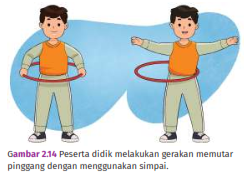 Gambar 2.14 Peserta didik melakukan gerakan memutar
pinggang dengan menggunakan simpai.